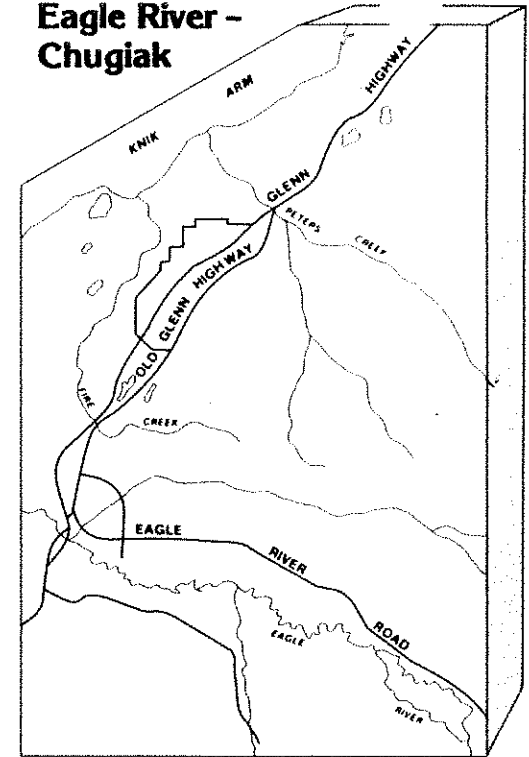 Eagle River –
Chugiak
KNIK ARM
GLENN HIGHWAY
PETERS CREEK
OLD GLENN HIGHWAY
FIRE CREEK
EAGLE RIVER ROAD
EAGLE RIVER